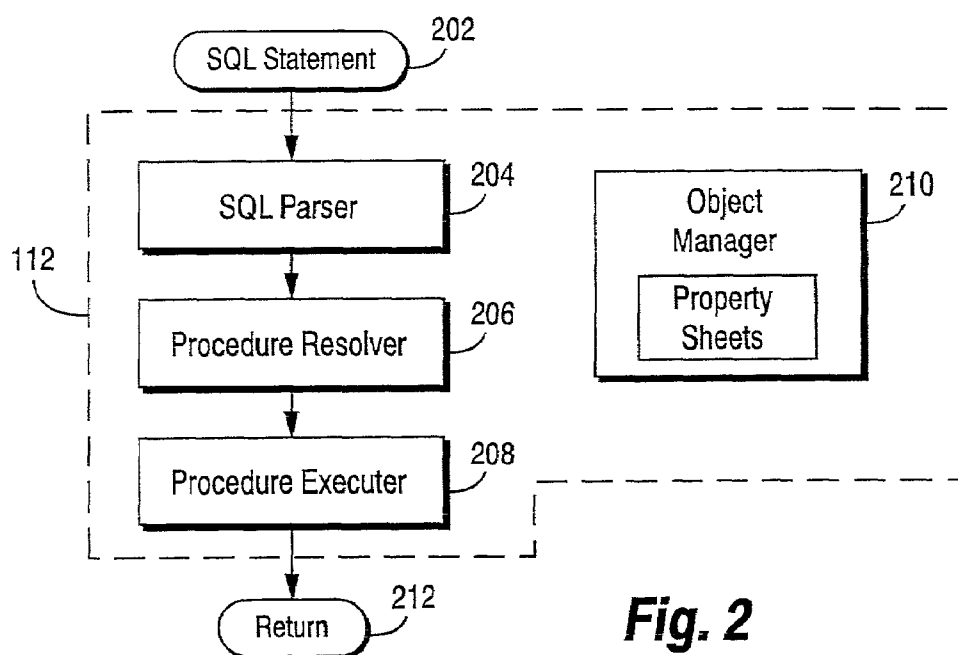 SQL Statement
202
SQL Parser
204
Object
Manager
210
Property
Sheets
112
Procedure Resolver
206
Procedure Executer
208
Return
212
Fig. 2